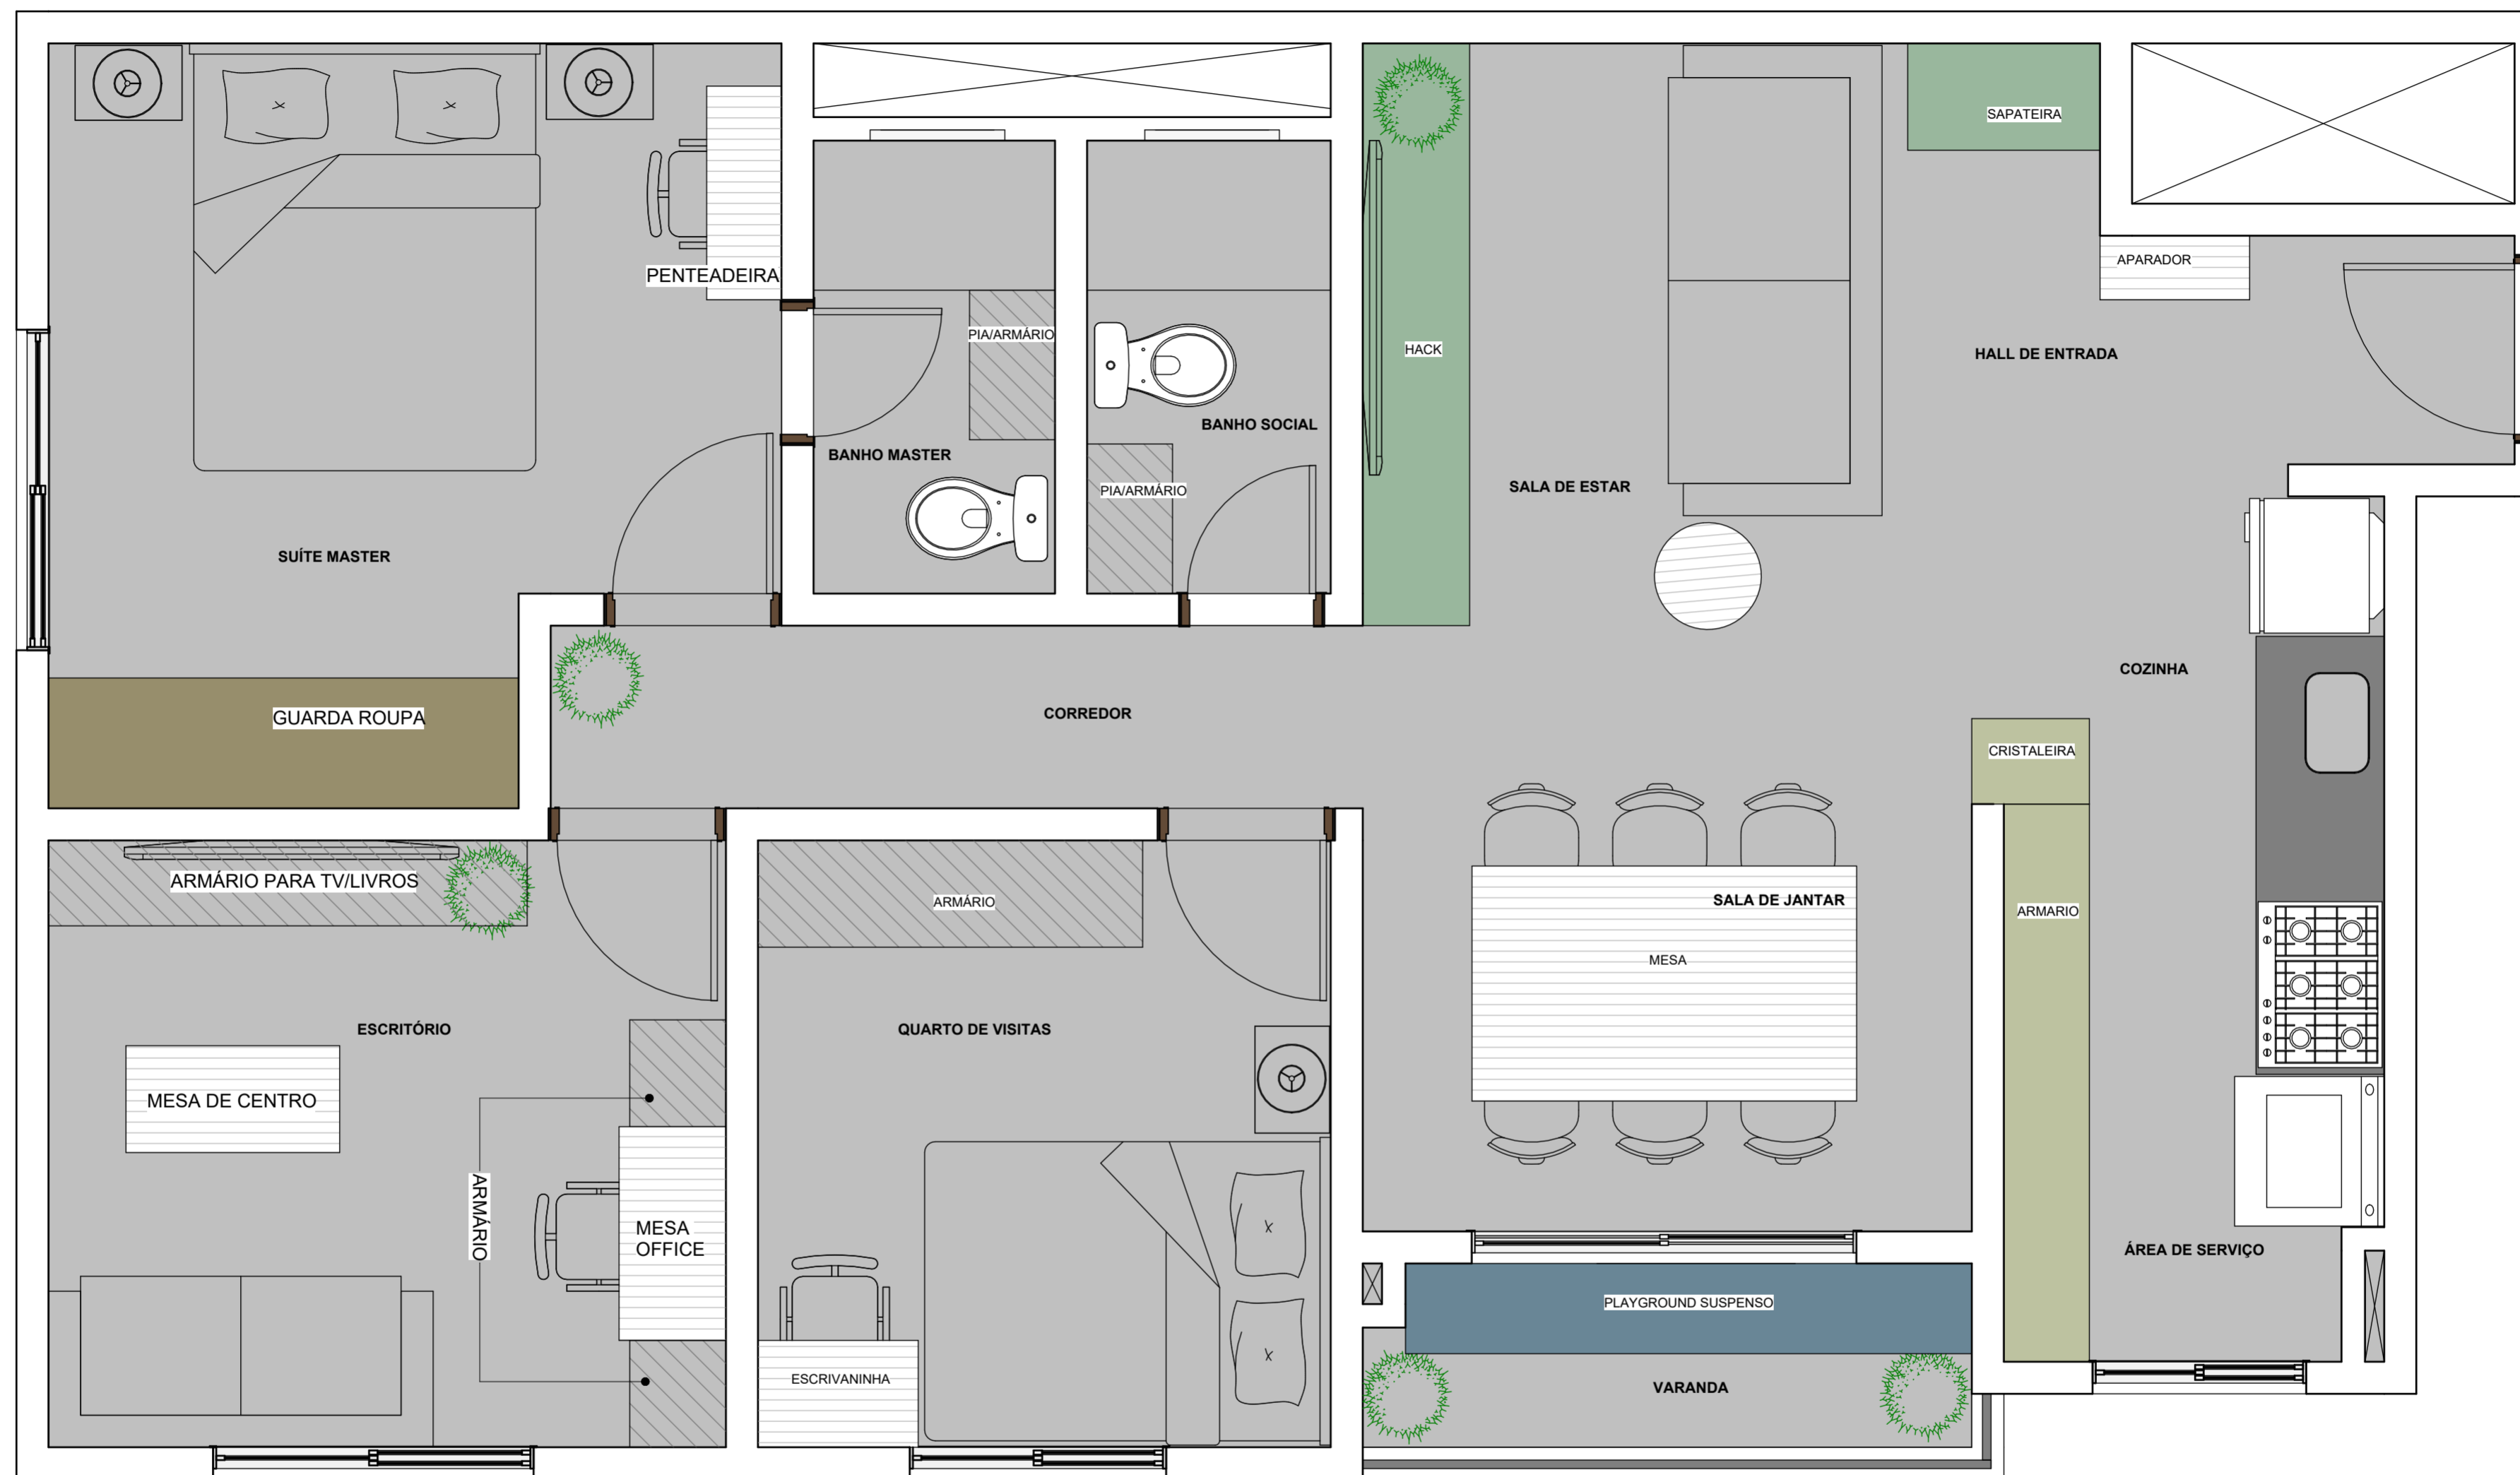 SAPATEIRA
APARADOR
PENTEADEIRA
PIA/ARMÁRIO
HACK
HALL DE ENTRADA
BANHO SOCIAL
BANHO MASTER
PIA/ARMÁRIO
SALA DE ESTAR
SUÍTE MASTER
COZINHA
GUARDA ROUPA
CORREDOR
CRISTALEIRA
ARMÁRIO PARA TV/LIVROS
ARMÁRIO
SALA DE JANTAR
ARMARIO
MESA
ESCRITÓRIO
QUARTO DE VISITAS
MESA DE CENTRO
ARMÁRIO
MESA
OFFICE
ÁREA DE SERVIÇO
PLAYGROUND SUSPENSO
ESCRIVANINHA
VARANDA